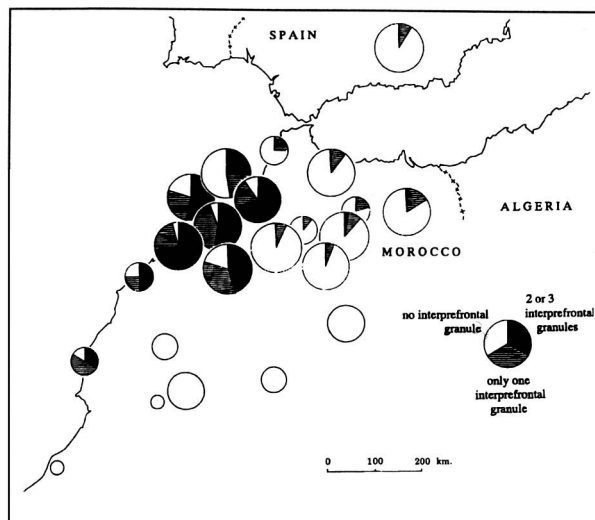 SPAIN
ALGERIA
MOROCCO
no interprefrontal
granule
2 or 3
interprefrontal
granules
only one
interprefrontal
granule
0 100 200 km.